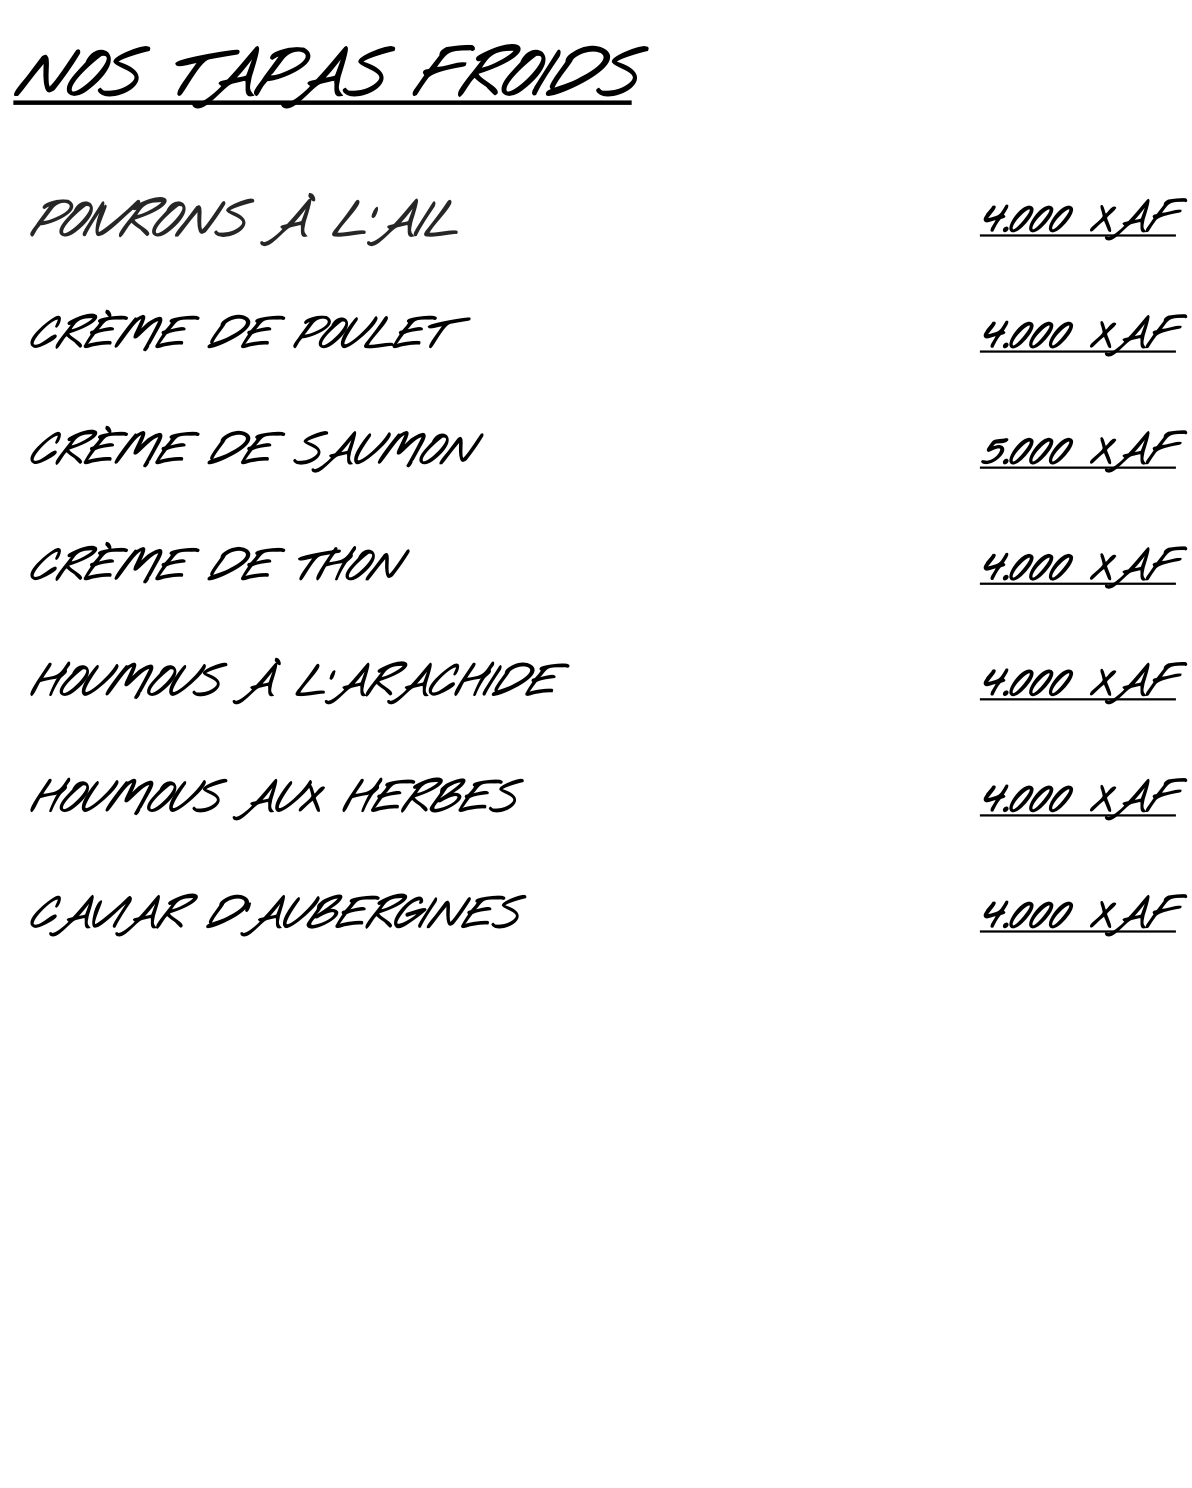 NOS TAPAS FROIDS
POIVRONS À L'AIL 4.000 XAF
CRÈME DE POULET 4.000 XAF
CRÈME DE SAUMON 5.000 XAF
CRÈME DE THON 4.000 XAF
HOUMOUS À L'ARACHIDE 4.000 XAF
HOUMOUS AUX HERBES 4.000 XAF
CAVIAR D'AUBERGINES 4.000 XAF